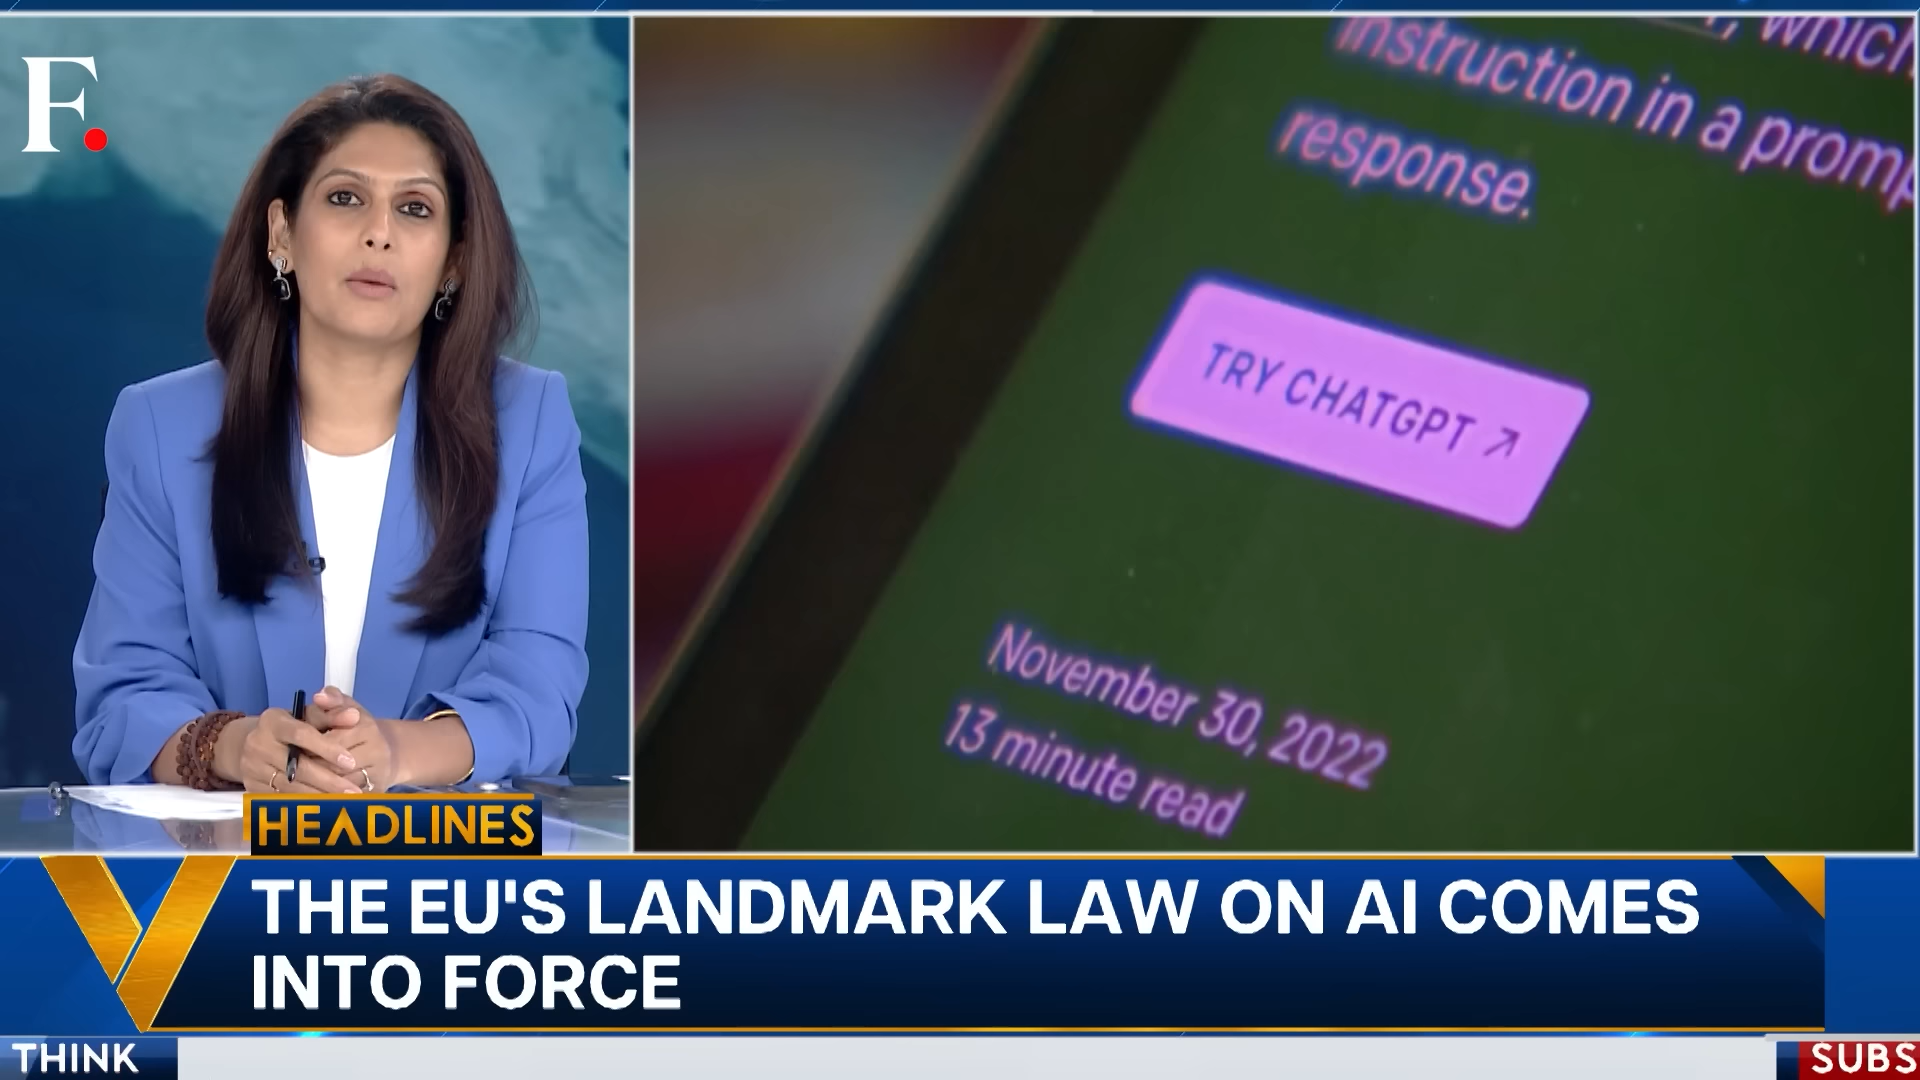 F.
, which
instruction in a promp
response.
TRY CHATGPT ↗
November 30, 2022
13 minute read
HEADLINES
THE EU'S LANDMARK LAW ON AI COMES
INTO FORCE
THINK
SUBS